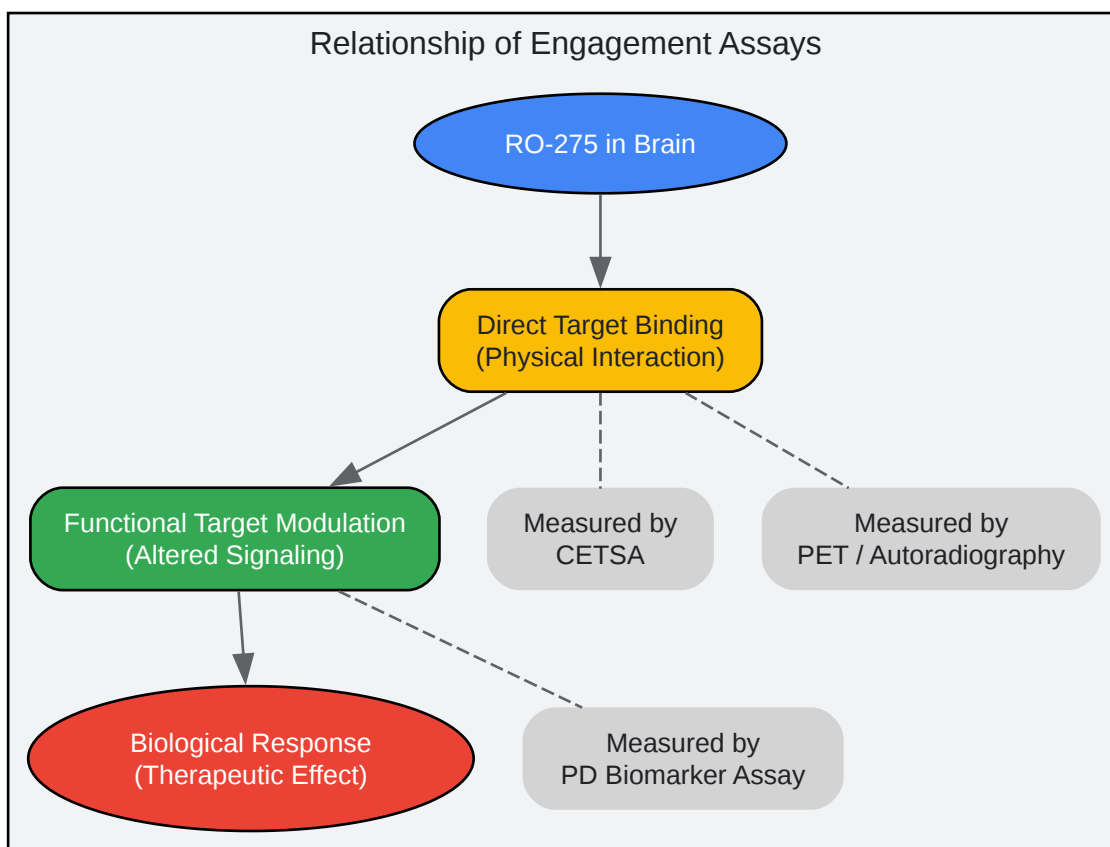 Relationship of Engagement Assays
RO-275 in Brain
Direct Target Binding
(Physical Interaction)
Functional Target Modulation
(Altered Signaling)
Measured by
CETSA
Measured by
PET / Autoradiography
Biological Response
(Therapeutic Effect)
Measured by
PD Biomarker Assay